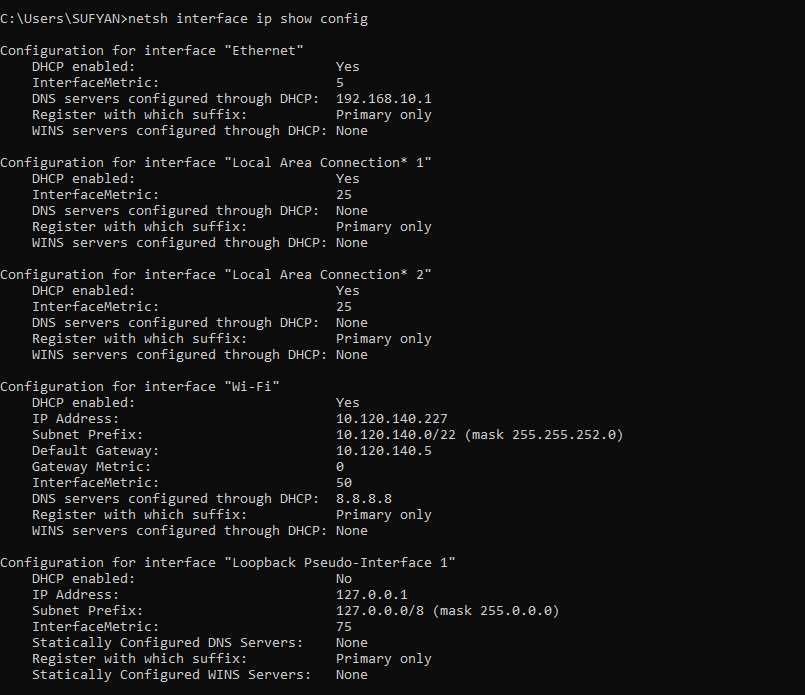 C:\Users\SUFYAN>netsh interface ip show config
Configuration for interface "Ethernet"
DHCP enabled: Yes
InterfaceMetric: 5
DNS servers configured through DHCP: 192.168.10.1
Register with which suffix: Primary only
WINS servers configured through DHCP: None
Configuration for interface "Local Area Connection* 1"
DHCP enabled: Yes
InterfaceMetric: 25
DNS servers configured through DHCP: None
Register with which suffix: Primary only
WINS servers configured through DHCP: None
Configuration for interface "Local Area Connection* 2"
DHCP enabled: Yes
InterfaceMetric: 25
DNS servers configured through DHCP: None
Register with which suffix: Primary only
WINS servers configured through DHCP: None
Configuration for interface "Wi-Fi"
DHCP enabled: Yes
IP Address: 10.120.140.227
Subnet Prefix: 10.120.140.0/22 (mask 255.255.252.0)
Default Gateway: 10.120.140.5
Gateway Metric: 0
InterfaceMetric: 50
DNS servers configured through DHCP: 8.8.8.8
Register with which suffix: Primary only
WINS servers configured through DHCP: None
Configuration for interface "Loopback Pseudo-Interface 1"
DHCP enabled: No
IP Address: 127.0.0.1
Subnet Prefix: 127.0.0.0/8 (mask 255.0.0.0)
InterfaceMetric: 75
Statically Configured DNS Servers: None
Register with which suffix: Primary only
Statically Configured WINS Servers: None